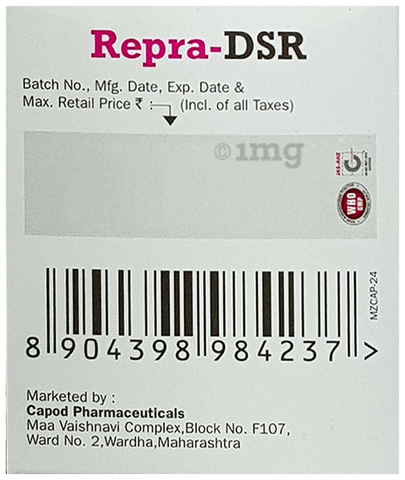 Repra-DSR
Batch No., Mfg. Date, Exp. Date &
Max. Retail Price ₹ : (Incl. of all Taxes)
©1mg
JAS-ANZ
WHO
GMP
MZCAP-24
8 904398 984237 >
Marketed by :
Capod Pharmaceuticals
Maa Vaishnavi Complex,Block No. F107,
Ward No. 2,Wardha,Maharashtra